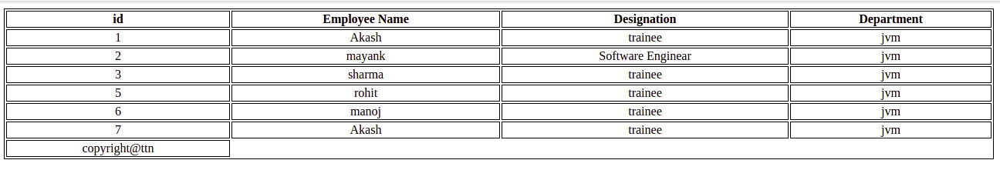 id Employee Name Designation Department
1 Akash trainee jvm
2 mayank Software Enginear jvm
3 sharma trainee jvm
5 rohit trainee jvm
6 manoj trainee jvm
7 Akash trainee jvm
copyright@ttn